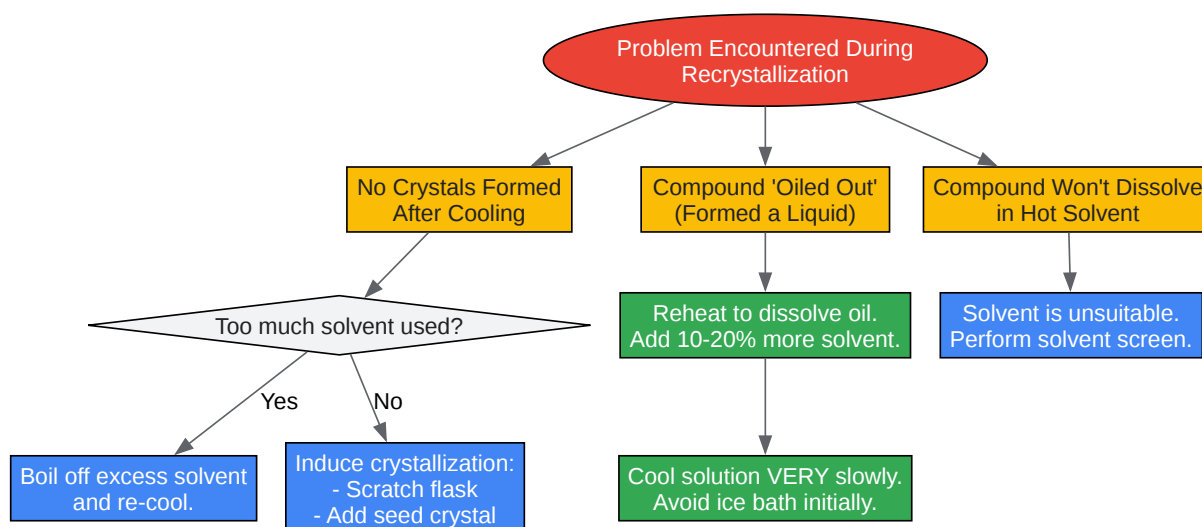 Problem Encountered During
Recrystallization
No Crystals Formed
After Cooling
Compound 'Oiled Out'
(Formed a Liquid)
Compound Won't Dissolve
in Hot Solvent
Too much solvent used?
Reheat to dissolve oil.
Add 10-20% more solvent.
Solvent is unsuitable.
Perform solvent screen.
Yes
No
Boil off excess solvent
and re-cool.
Induce crystallization:
- Scratch flask
- Add seed crystal
Cool solution VERY slowly.
Avoid ice bath initially.